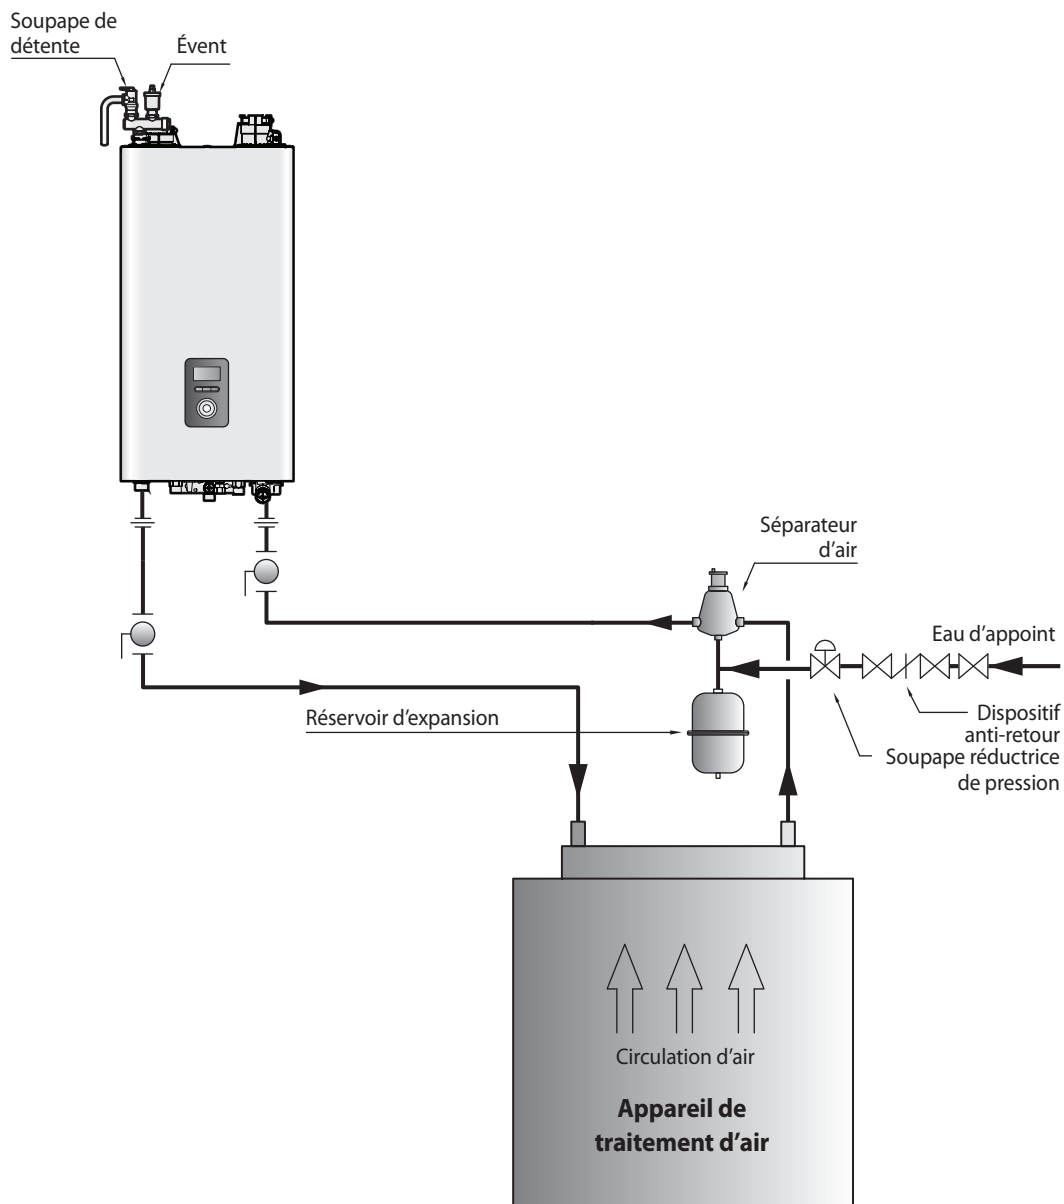 Soupape de
détente
Évent
Séparateur
d’air
Eau d’appoint
Réservoir d’expansion
Dispositif
anti-retour
Soupape réductrice
de pression
Circulation d’air
Appareil de
traitement d’air